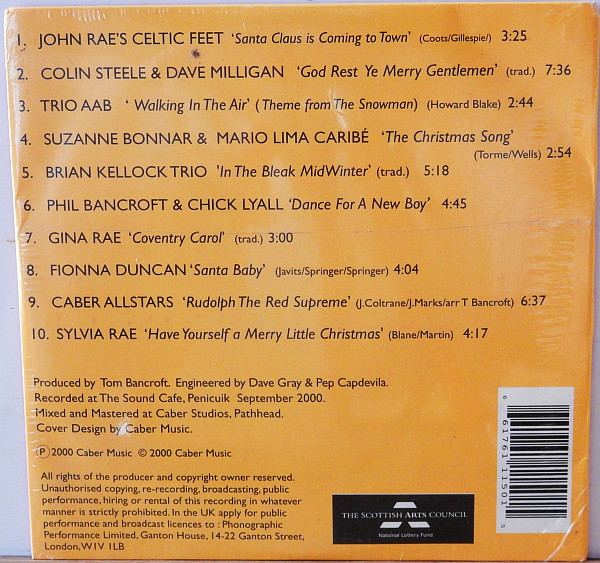 1. JOHN RAE'S CELTIC FEET 'Santa Claus is Coming to Town' (Coots/Gillespie/) 3:25
2. COLIN STEELE & DAVE MILLIGAN 'God Rest Ye Merry Gentlemen' (trad.) 7:36
3. TRIO AAB ' Walking In The Air' ( Theme from The Snowman) (Howard Blake) 2:44
4. SUZANNE BONNAR & MARIO LIMA CARIBÉ 'The Christmas Song'
(Torme/Wells) 2:54
5. BRIAN KELLOCK TRIO 'In The Bleak MidWinter' (trad.) 5:18
6. PHIL BANCROFT & CHICK LYALL 'Dance For A New Boy' 4:45
7. GINA RAE 'Coventry Carol' (trad.) 3:00
8. FIONNA DUNCAN 'Santa Baby' (Javits/Springer/Springer) 4:04
9. CABER ALLSTARS 'Rudolph The Red Supreme' (J.Coltrane/J.Marks/arr T Bancroft) 6:37
10. SYLVIA RAE 'Have Yourself a Merry Little Christmas' (Blane/Martin) 4:17
Produced by Tom Bancroft. Engineered by Dave Gray & Pep Capdevila.
Recorded at The Sound Cafe, Penicuik September 2000.
Mixed and Mastered at Caber Studios, Pathhead.
Cover Design by Caber Music.
Ⓟ 2000 Caber Music © 2000 Caber Music
All rights of the producer and copyright owner reserved.
Unauthorised copying, re-recording, broadcasting, public
performance, hiring or rental of this recording in whatever
manner is strictly prohibited. In the UK apply for public
performance and broadcast licences to : Phonographic
Performance Limited, Ganton House, 14-22 Ganton Street,
London,W1V 1LB
THE SCOTTISH ARTS COUNCIL
National Lottery Fund
6 61761 11501 5